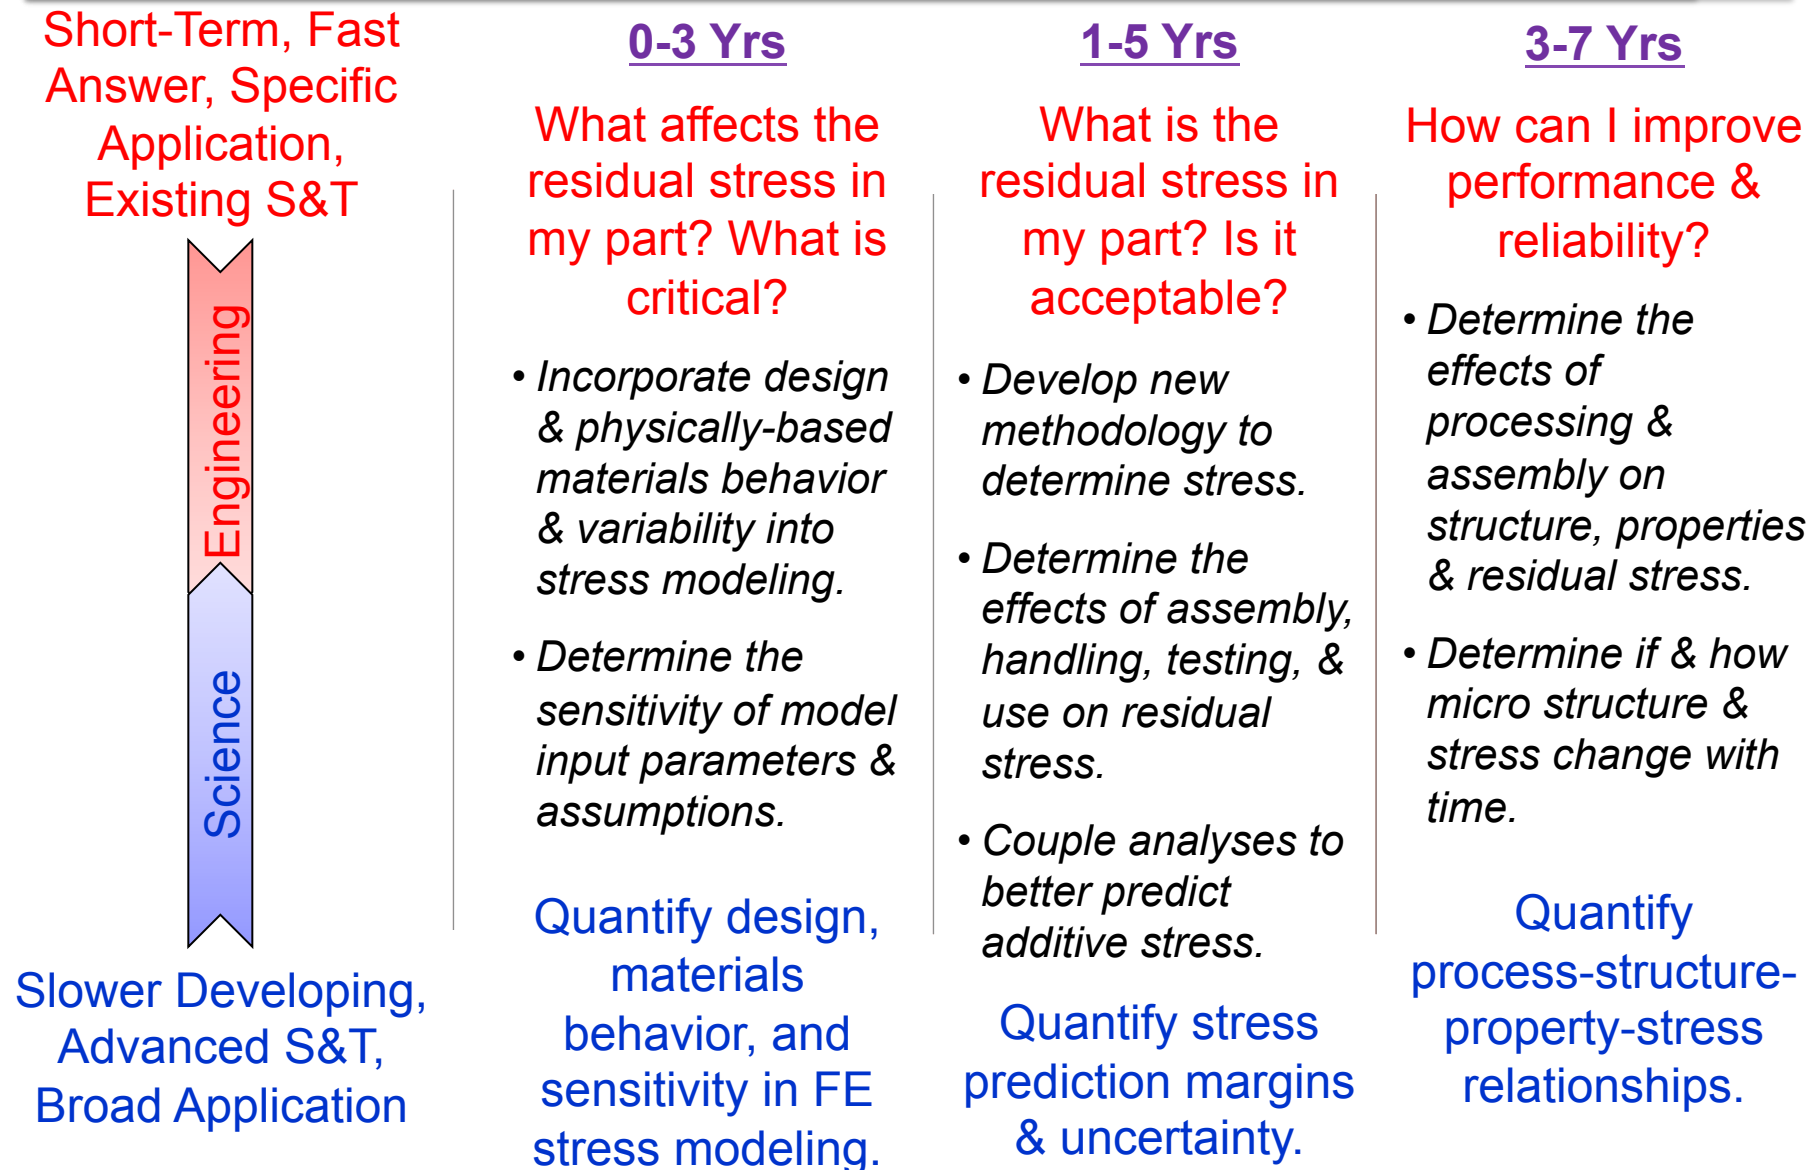 Short-Term, Fast
Answer, Specific
Application,
Existing S&T
Engineering
Science
Slower Developing,
Advanced S&T,
Broad Application
0-3 Yrs
What affects the
residual stress in
my part? What is
critical?
• Incorporate design
& physically-based
materials behavior
& variability into
stress modeling.
• Determine the
sensitivity of model
input parameters &
assumptions.
Quantify design,
materials
behavior, and
sensitivity in FE
stress modeling.
1-5 Yrs
What is the
residual stress in
my part? Is it
acceptable?
• Develop new
methodology to
determine stress.
• Determine the
effects of assembly,
handling, testing, &
use on residual
stress.
• Couple analyses to
better predict
additive stress.
Quantify stress
prediction margins
& uncertainty.
3-7 Yrs
How can I improve
performance &
reliability?
• Determine the
effects of
processing &
assembly on
structure, properties
& residual stress.
• Determine if & how
micro structure &
stress change with
time.
Quantify
process-structure-
property-stress
relationships.